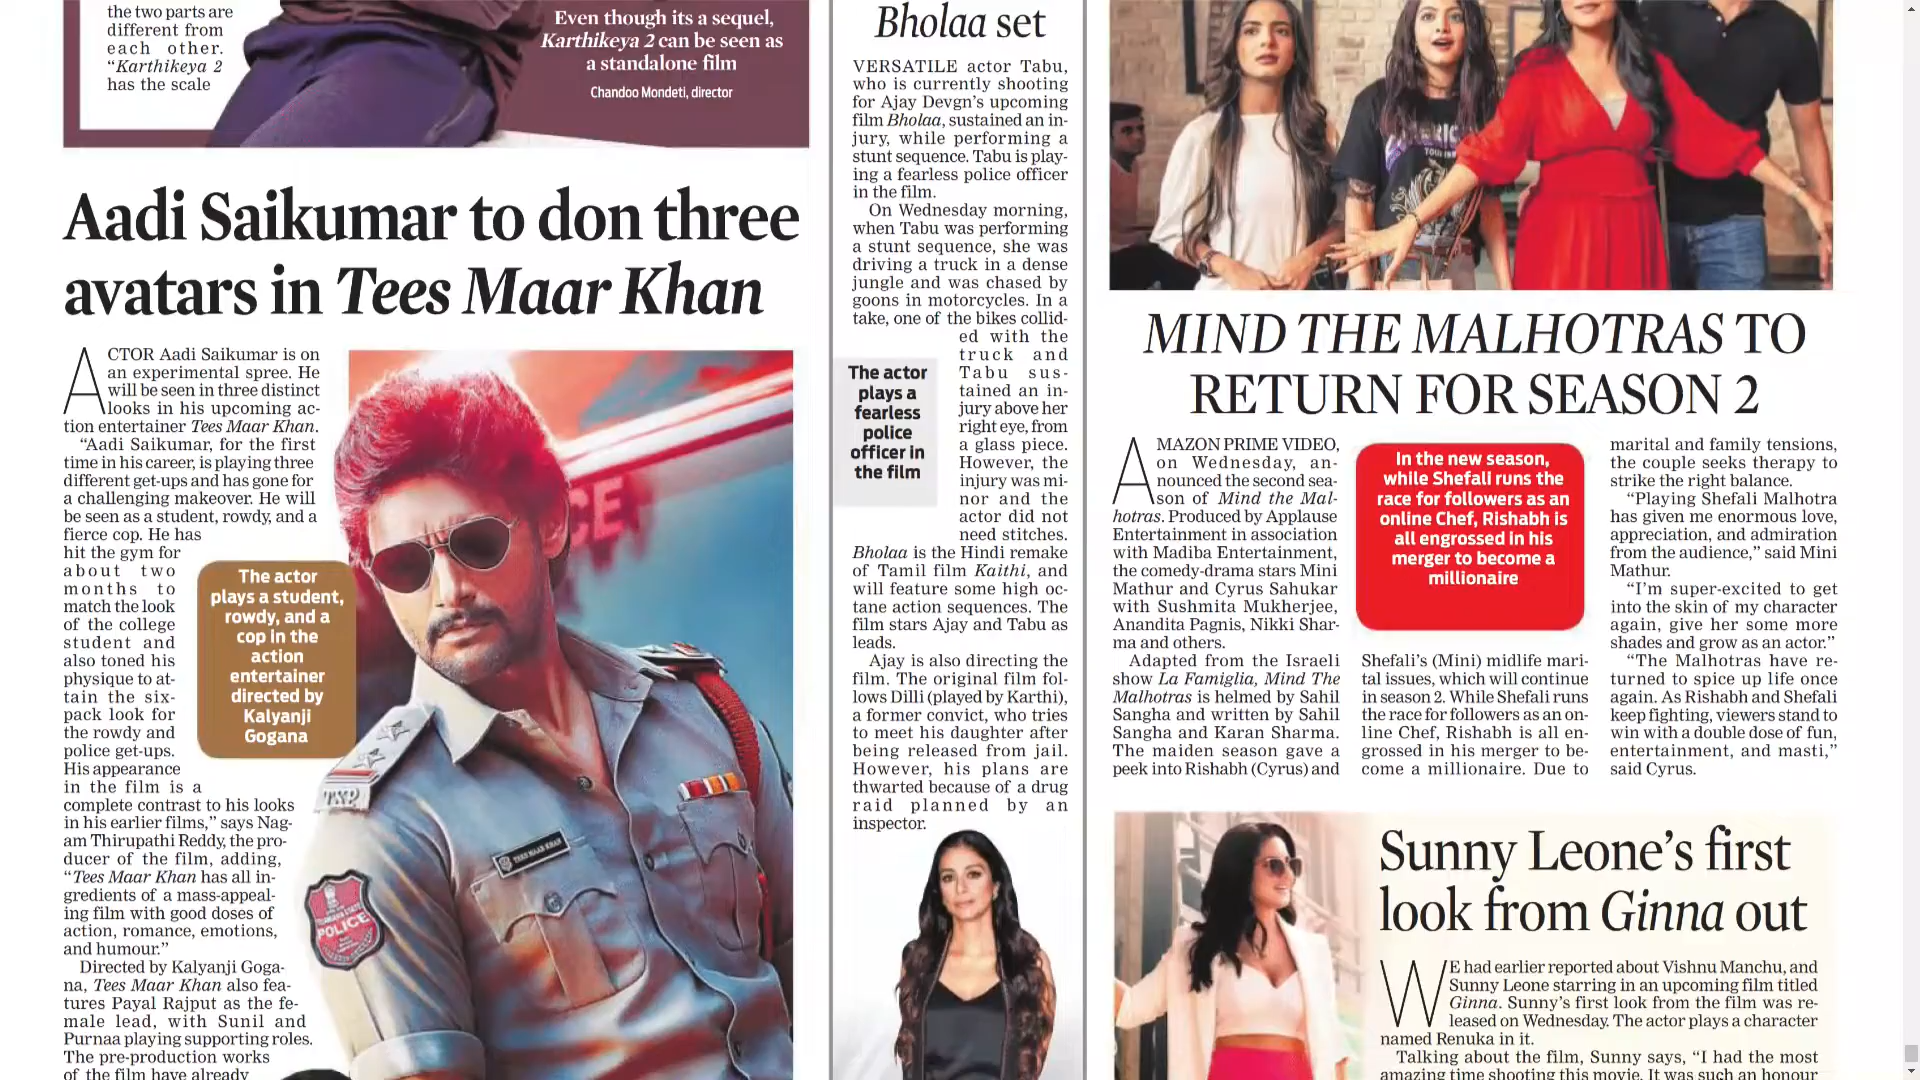 the two parts are
different from
each other.
“Karthikeya 2
has the scale
Even though its a sequel,
Karthikeya 2 can be seen as
a standalone film
Chandoo Mondeti, director
Aadi Saikumar to don three
avatars in Tees Maar Khan
ACTOR Aadi Saikumar is on
an experimental spree. He
will be seen in three distinct
looks in his upcoming ac-
tion entertainer Tees Maar Khan.
“Aadi Saikumar, for the first
time in his career, is playing three
different get-ups and has gone for
a challenging makeover. He will
be seen as a student, rowdy, and a
fierce cop. He has
hit the gym for
about two
months to
match the look
of the college
student and
also toned his
physique to at-
tain the six-
pack look for
the rowdy and
police get-ups.
His appearance
in the film is a
complete contrast to his looks
in his earlier films,” says Nag-
am Thirupathi Reddy, the pro-
ducer of the film, adding,
“Tees Maar Khan has all in-
gredients of a mass-appeal-
ing film with good doses of
action, romance, emotions,
and humour.”
Directed by Kalyanji Goga-
na, Tees Maar Khan also fea-
tures Payal Rajput as the fe-
male lead, with Sunil and
Purnaa playing supporting roles.
The pre-production works
of the film have already
The actor
plays a student,
rowdy, and a
cop in the
action
entertainer
directed by
Kalyanji
Gogana
CE
TSP
TEES MAAR KHAN
POLICE
Bholaa set
VERSATILE actor Tabu,
who is currently shooting
for Ajay Devgn’s upcoming
film Bholaa, sustained an in-
jury, while performing a
stunt sequence. Tabu is play-
ing a fearless police officer
in the film.
On Wednesday morning,
when Tabu was performing
a stunt sequence, she was
driving a truck in a dense
jungle and was chased by
goons in motorcycles. In a
take, one of the bikes collid-
ed with the
truck and
Tabu sus-
tained an in-
jury above her
right eye, from
a glass piece.
However, the
injury was mi-
nor and the
actor did not
need stitches.
Bholaa is the Hindi remake
of Tamil film Kaithi, and
will feature some high oc-
tane action sequences. The
film stars Ajay and Tabu as
leads.
Ajay is also directing the
film. The original film fol-
lows Dilli (played by Karthi),
a former convict, who tries
to meet his daughter after
being released from jail.
However, his plans are
thwarted because of a drug
raid planned by an
inspector.
The actor
plays a
fearless
police
officer in
the film
MIND THE MALHOTRAS TO
RETURN FOR SEASON 2
AMAZON PRIME VIDEO,
on Wednesday, an-
nounced the second sea-
son of Mind the Mal-
hotras. Produced by Applause
Entertainment in association
with Madiba Entertainment,
the comedy-drama stars Mini
Mathur and Cyrus Sahukar
with Sushmita Mukherjee,
Anandita Pagnis, Nikki Shar-
ma and others.
Adapted from the Israeli
show La Famiglia, Mind The
Malhotras is helmed by Sahil
Sangha and written by Sahil
Sangha and Karan Sharma.
The maiden season gave a
peek into Rishabh (Cyrus) and
In the new season,
while Shefali runs the
race for followers as an
online Chef, Rishabh is
all engrossed in his
merger to become a
millionaire
Shefali’s (Mini) midlife mari-
tal issues, which will continue
in season 2. While Shefali runs
the race for followers as an on-
line Chef, Rishabh is all en-
grossed in his merger to be-
come a millionaire. Due to
marital and family tensions,
the couple seeks therapy to
strike the right balance.
“Playing Shefali Malhotra
has given me enormous love,
appreciation, and admiration
from the audience,” said Mini
Mathur.
“I’m super-excited to get
into the skin of my character
again, give her some more
shades and grow as an actor.”
“The Malhotras have re-
turned to spice up life once
again. As Rishabh and Shefali
keep fighting, viewers stand to
win with a double dose of fun,
entertainment, and masti,”
said Cyrus.
Sunny Leone’s first
look from Ginna out
WE had earlier reported about Vishnu Manchu, and
Sunny Leone starring in an upcoming film titled
Ginna. Sunny’s first look from the film was re-
leased on Wednesday. The actor plays a character
named Renuka in it.
Talking about the film, Sunny says, “I had the most
amazing time shooting this movie. It was such an honour